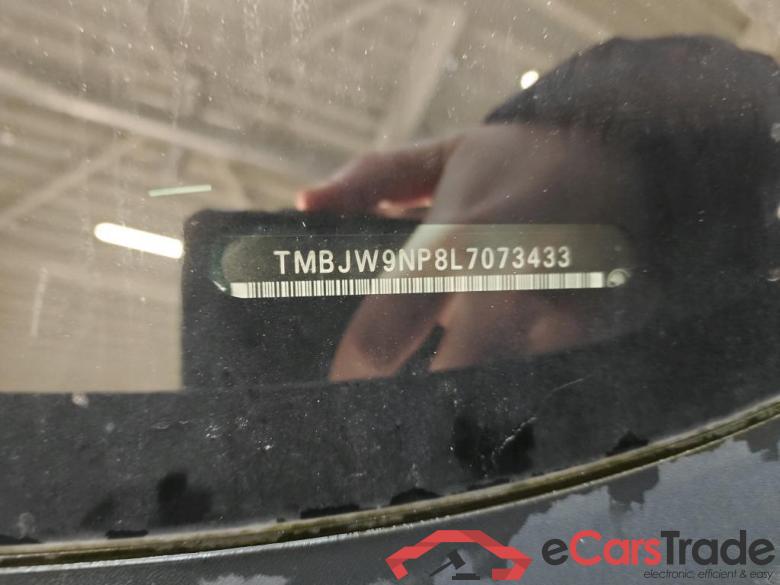 TMBJW9NP8L7073433
eCarsTrade
electronic, efficient & easy